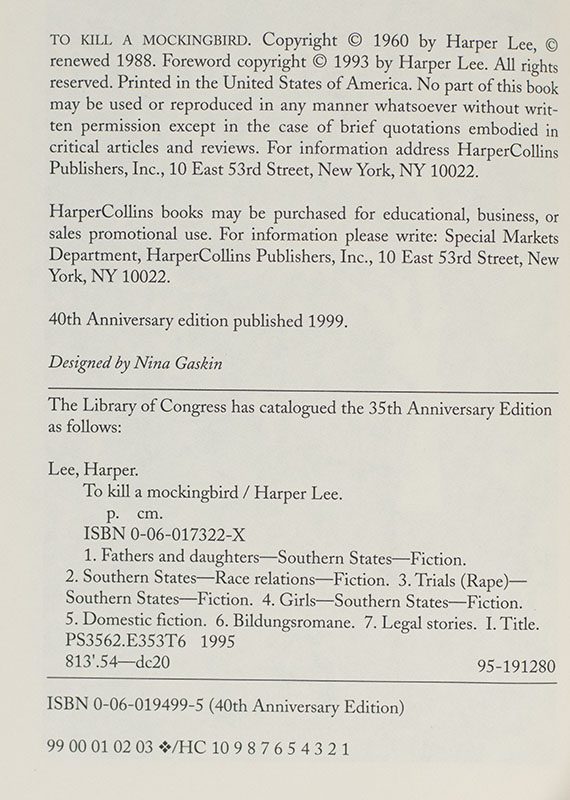 TO KILL A MOCKINGBIRD. Copyright © 1960 by Harper Lee, ©
renewed 1988. Foreword copyright © 1993 by Harper Lee. All rights
reserved. Printed in the United States of America. No part of this book
may be used or reproduced in any manner whatsoever without writ-
ten permission except in the case of brief quotations embodied in
critical articles and reviews. For information address HarperCollins
Publishers, Inc., 10 East 53rd Street, New York, NY 10022.
HarperCollins books may be purchased for educational, business, or
sales promotional use. For information please write: Special Markets
Department, HarperCollins Publishers, Inc., 10 East 53rd Street, New
York, NY 10022.
40th Anniversary edition published 1999.
Designed by Nina Gaskin
The Library of Congress has catalogued the 35th Anniversary Edition
as follows:
Lee, Harper.
To kill a mockingbird / Harper Lee.
p. cm.
ISBN 0-06-017322-X
1. Fathers and daughters—Southern States—Fiction.
2. Southern States—Race relations—Fiction. 3. Trials (Rape)—
Southern States—Fiction. 4. Girls—Southern States—Fiction.
5. Domestic fiction. 6. Bildungsromane. 7. Legal stories. I. Title.
PS3562.E353T6 1995
813'.54—dc20 95-191280
ISBN 0-06-019499-5 (40th Anniversary Edition)
99 00 01 02 03 ❖/HC 10 9 8 7 6 5 4 3 2 1